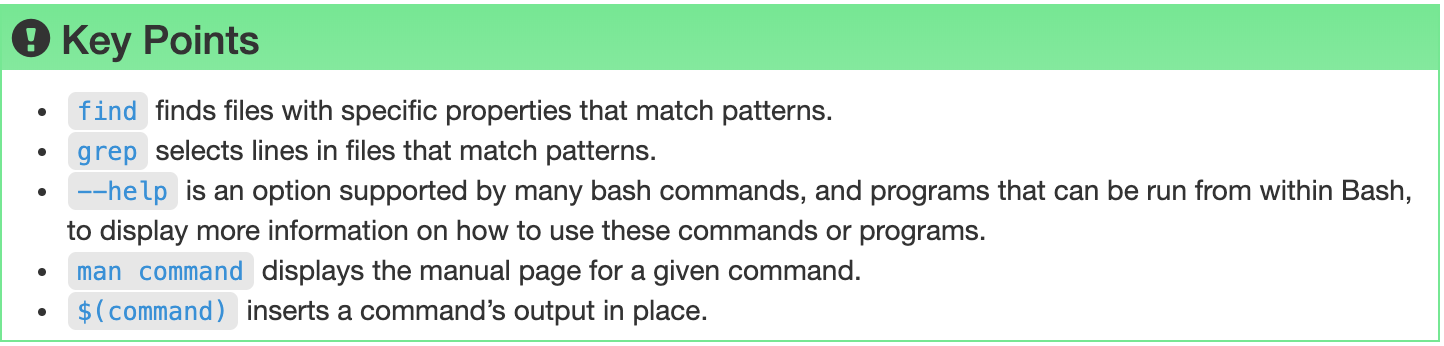 Key Points
find finds files with specific properties that match patterns.
grep selects lines in files that match patterns.
--help is an option supported by many bash commands, and programs that can be run from within Bash,
to display more information on how to use these commands or programs.
man command displays the manual page for a given command.
$(command) inserts a command’s output in place.